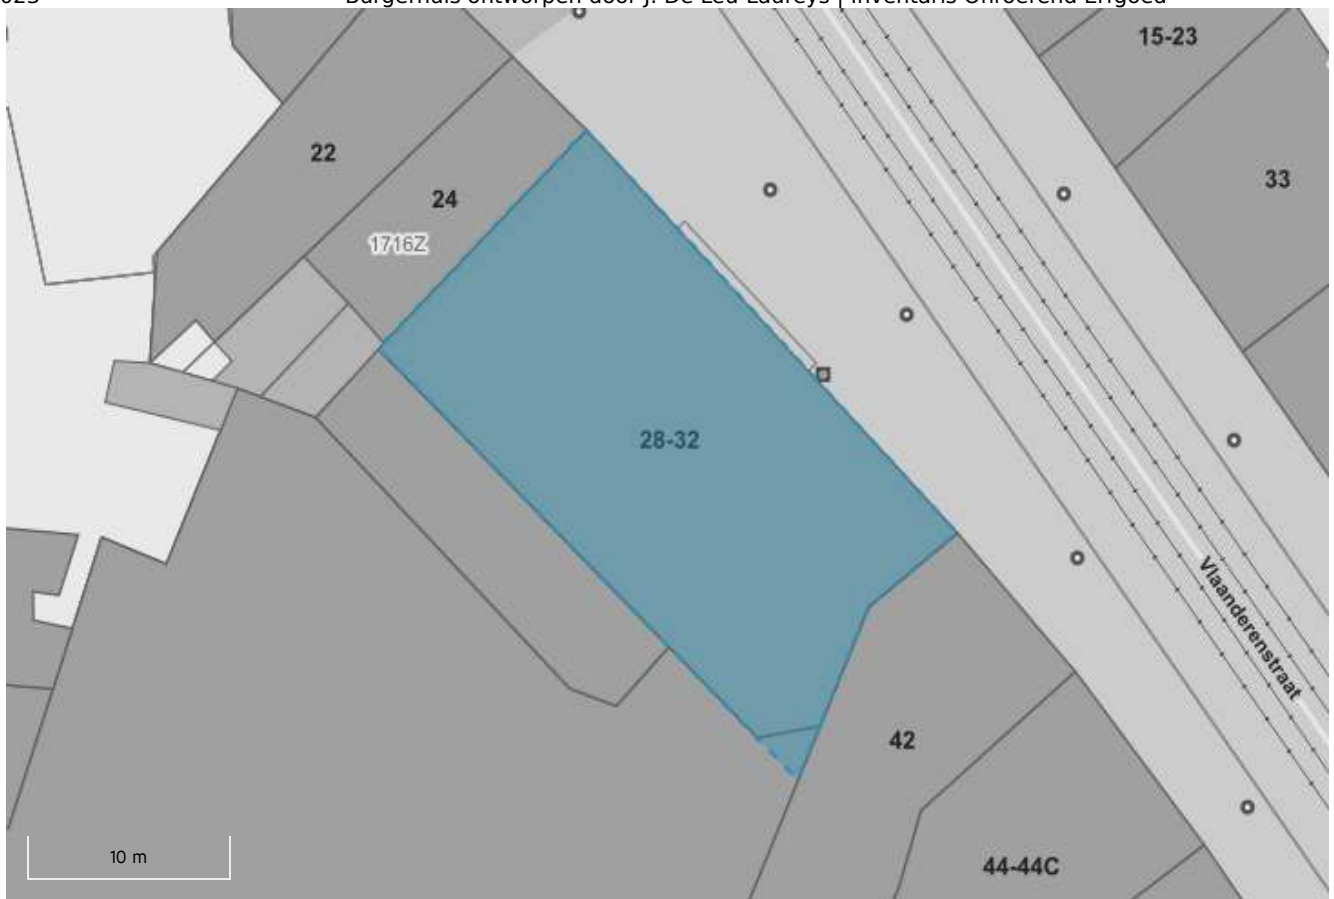 Burgerhuis ontworpen door J. De Leu-Laureys | Inventaris Onroerend Erfgoed
15-23
22
33
24
1716Z
28-32
Vlaanderenstraat
42
10 m
44-44C